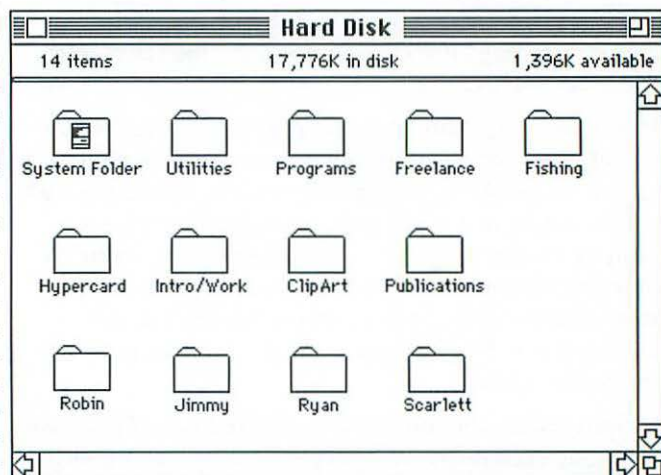 Hard Disk
14 items 17,776K in disk 1,396K available
System Folder Utilities Programs Freelance Fishing
Hypercard Intro/Work ClipArt Publications
Robin Jimmy Ryan Scarlett